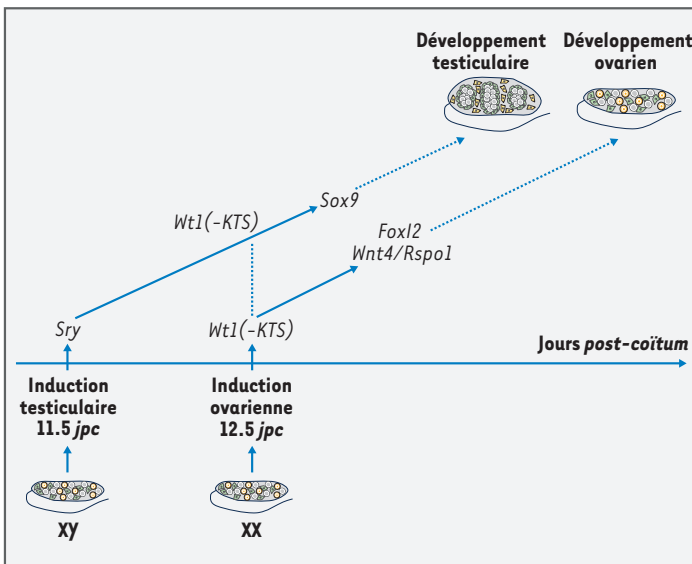 Développement
testiculaire
Développement
ovarien
Sox9
Wt1(-KTS)
Foxl2
Wnt4/Rspo1
Sry
Wt1(-KTS)
Jours post-coïtum
Induction
testiculaire
11.5 jpc
Induction
ovarienne
12.5 jpc
XY
XX